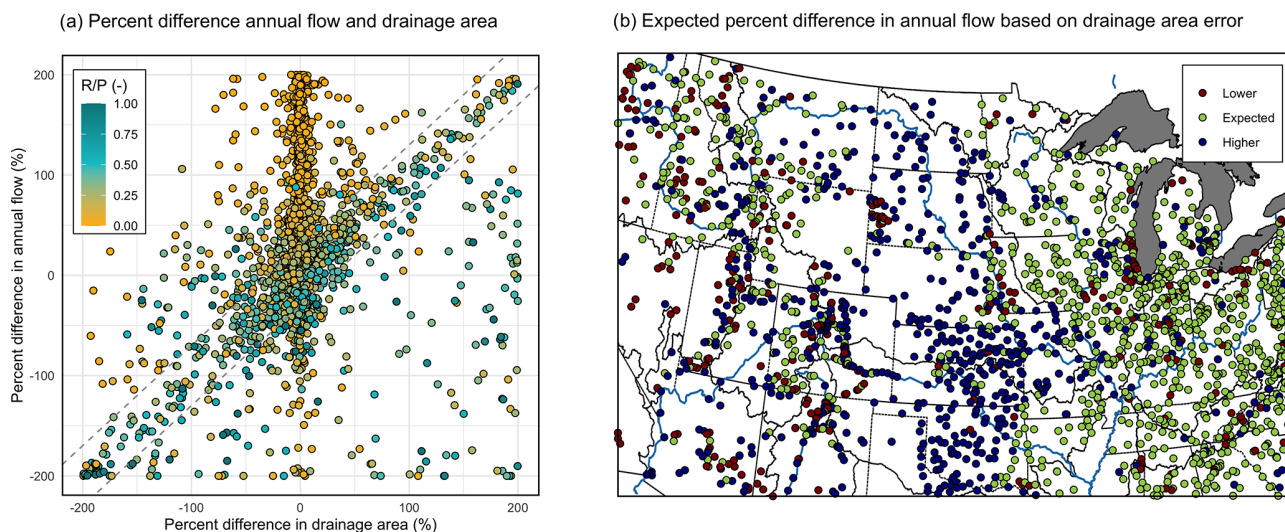 (a) Percent difference annual flow and drainage area
Percent difference in annual flow (%)
200
100
0
-100
-200
R/P (-)
1.00
0.75
0.50
0.25
0.00
-200
-100
0
100
200
Percent difference in drainage area (%)
(b) Expected percent difference in annual flow based on drainage area error
Lower
Expected
Higher